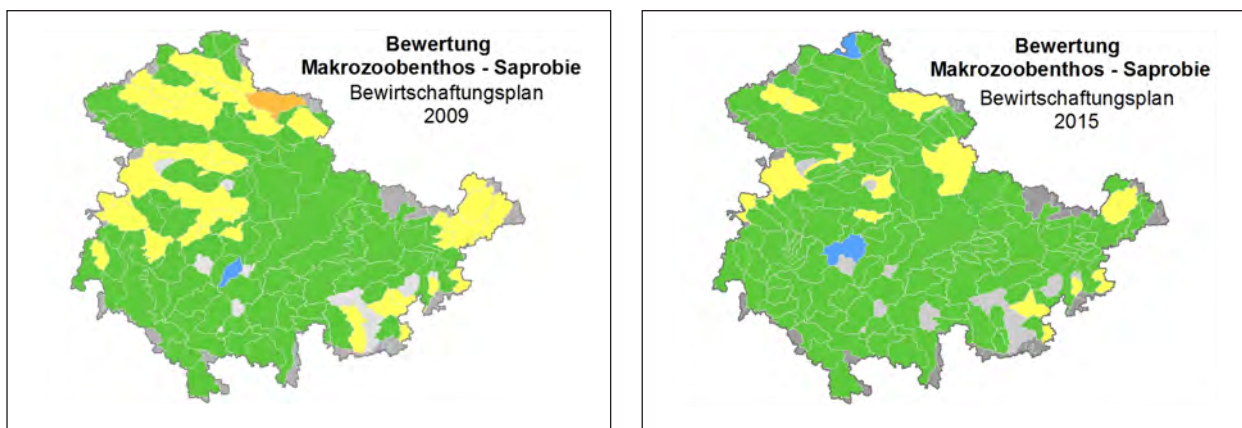 Bewertung
Makrozoobenthos - Saprobie
Bewirtschaftungsplan
2009
Bewertung
Makrozoobenthos - Saprobie
Bewirtschaftungsplan
2015